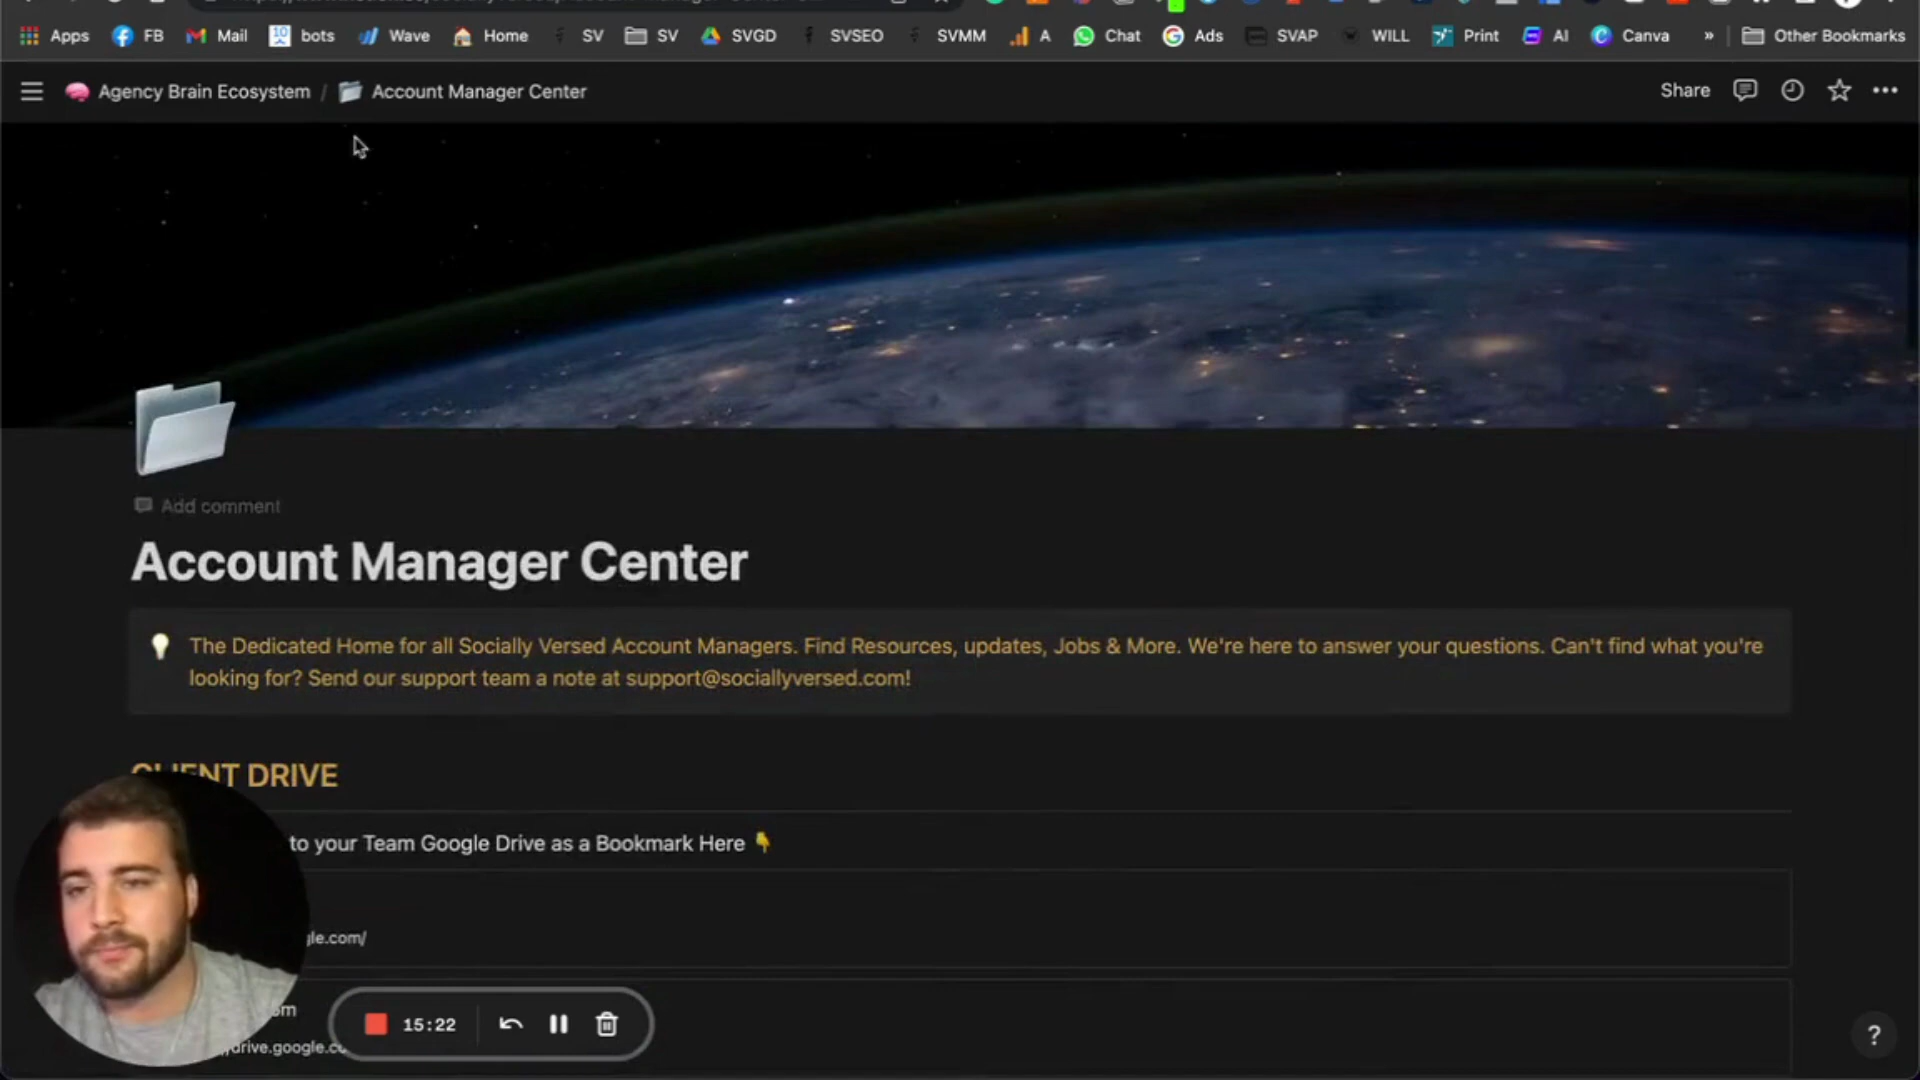 Apps FB Mail bots Wave Home SV SV SVGD SVSEO SVMM A Chat Ads SVAP WILL Print AI Canva » Other Bookmarks
Agency Brain Ecosystem / Account Manager Center Share
Add comment
Account Manager Center
The Dedicated Home for all Socially Versed Account Managers. Find Resources, updates, Jobs & More. We're here to answer your questions. Can't find what you're
looking for? Send our support team a note at support@sociallyversed.com!
CLIENT DRIVE
to your Team Google Drive as a Bookmark Here
gle.com/
15:22
drive.google.co
?